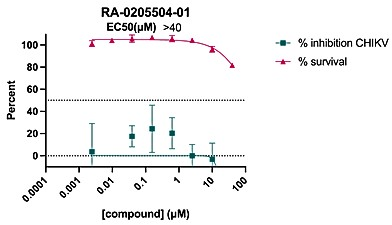 RA-0205504-01
EC50(μM) >40
% inhibition CHIKV
% survival
Percent
100
80
60
40
20
0
0.0001
0.001
0.01
0.1
1
10
100
[compound] (μM)